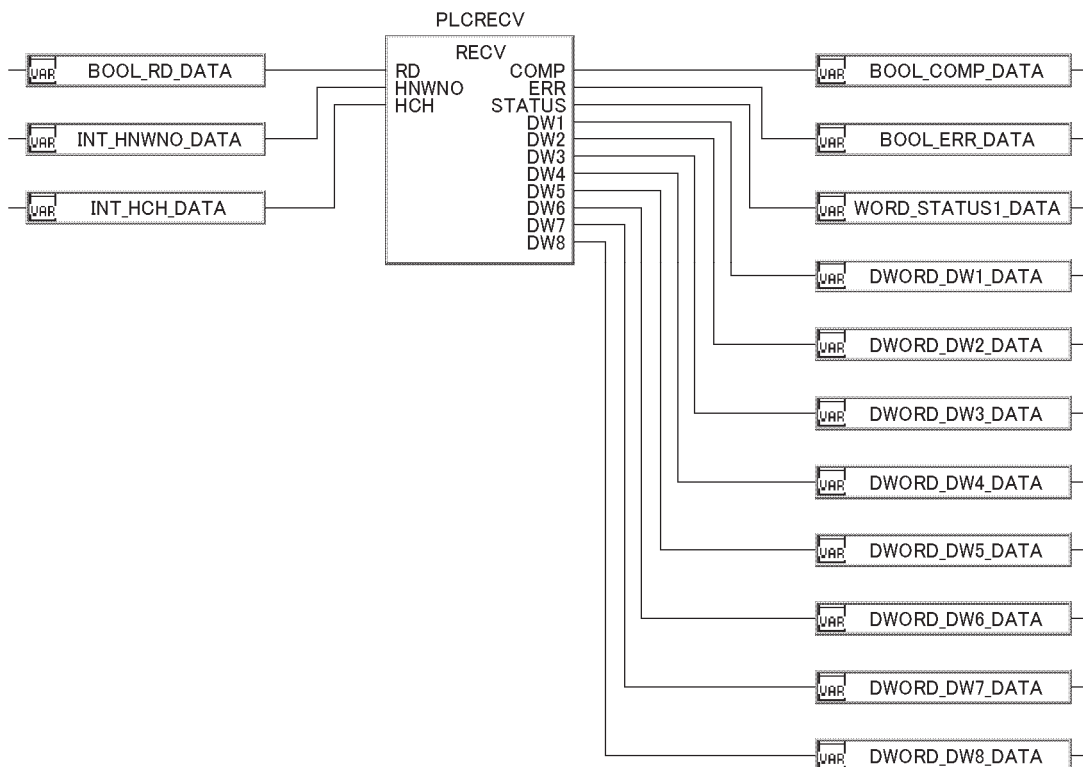 PLCRECV
RECV
VAR BOOL_RD_DATA
VAR INT_HNWNO_DATA
VAR INT_HCH_DATA
RD
HNWNO
HCH
COMP
ERR
STATUS
DW1
DW2
DW3
DW4
DW5
DW6
DW7
DW8
VAR BOOL_COMP_DATA
VAR BOOL_ERR_DATA
VAR WORD_STATUS1_DATA
VAR DWORD_DW1_DATA
VAR DWORD_DW2_DATA
VAR DWORD_DW3_DATA
VAR DWORD_DW4_DATA
VAR DWORD_DW5_DATA
VAR DWORD_DW6_DATA
VAR DWORD_DW7_DATA
VAR DWORD_DW8_DATA